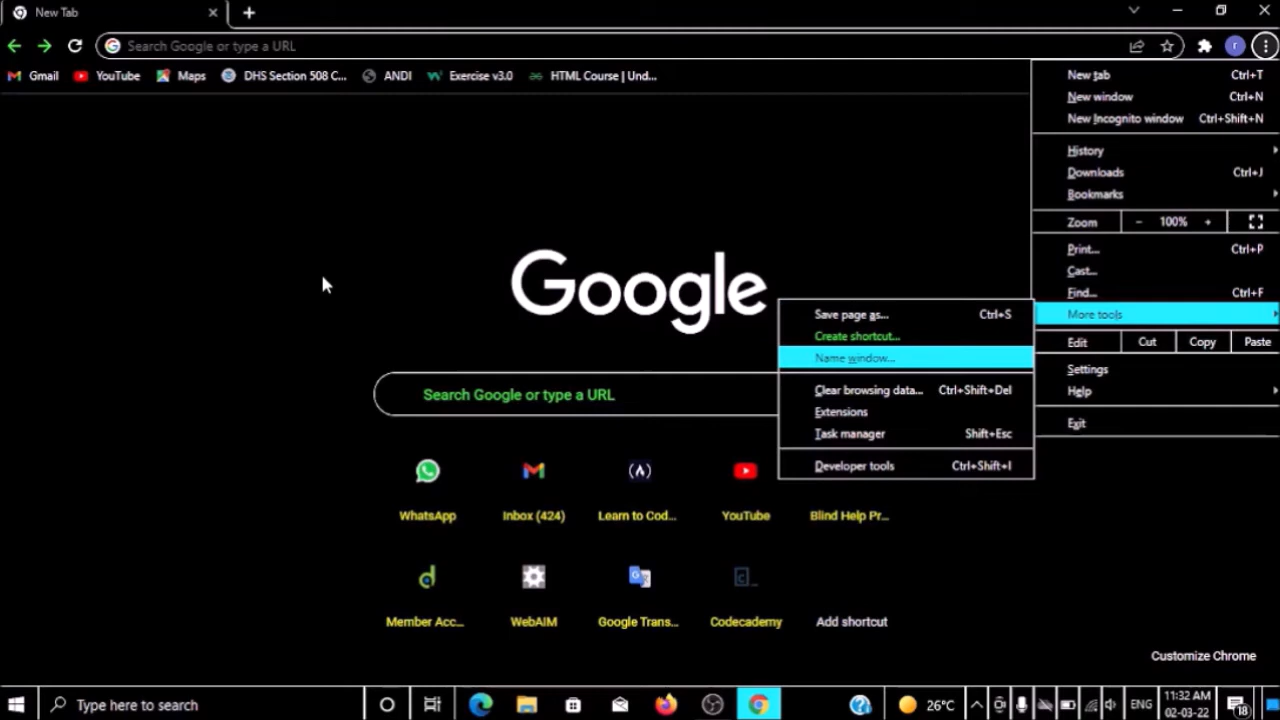 New Tab
Search Google or type a URL
Gmail
YouTube
Maps
DHS Section 508 C...
ANDI
Exercise v3.0
HTML Course | Und...
New tab Ctrl+T
New window Ctrl+N
New Incognito window Ctrl+Shift+N
History
Downloads Ctrl+J
Bookmarks
Zoom - 100% +
Print... Ctrl+P
Cast...
Find... Ctrl+F
More tools
Edit Cut Copy Paste
Settings
Help
Exit
Save page as... Ctrl+S
Create shortcut...
Name window...
Clear browsing data... Ctrl+Shift+Del
Extensions
Task manager Shift+Esc
Developer tools Ctrl+Shift+I
Google
Search Google or type a URL
WhatsApp
Inbox (424)
Learn to Cod...
YouTube
Blind Help Pr...
Member Acc...
WebAIM
Google Trans...
Codecademy
Add shortcut
Customize Chrome
Type here to search
26°C
ENG
11:32 AM
02-03-22
18